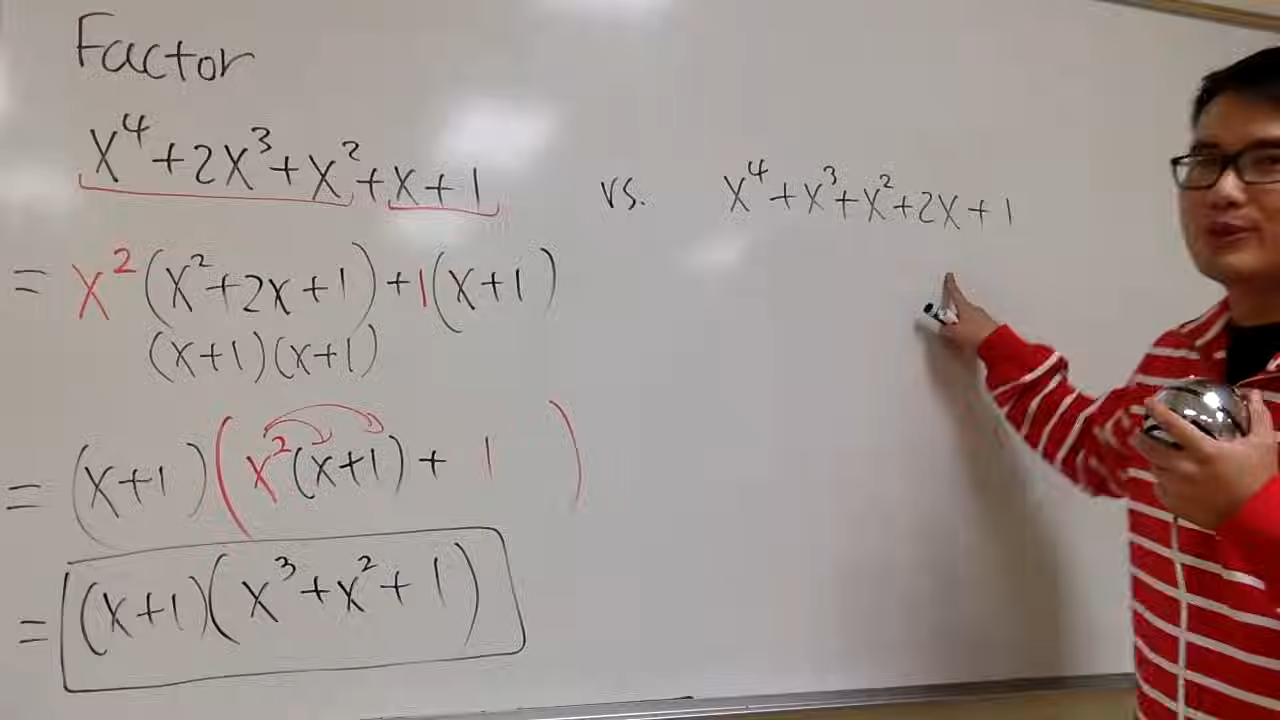 Factor
x⁴+2x³+x²+x+1 vs. x⁴+x³+x²+2x+1
= x²(x²+2x+1)+1(x+1)
(x+1)(x+1)
= (x+1)(x²(x+1)+1)
= (x+1)(x³+x²+1)